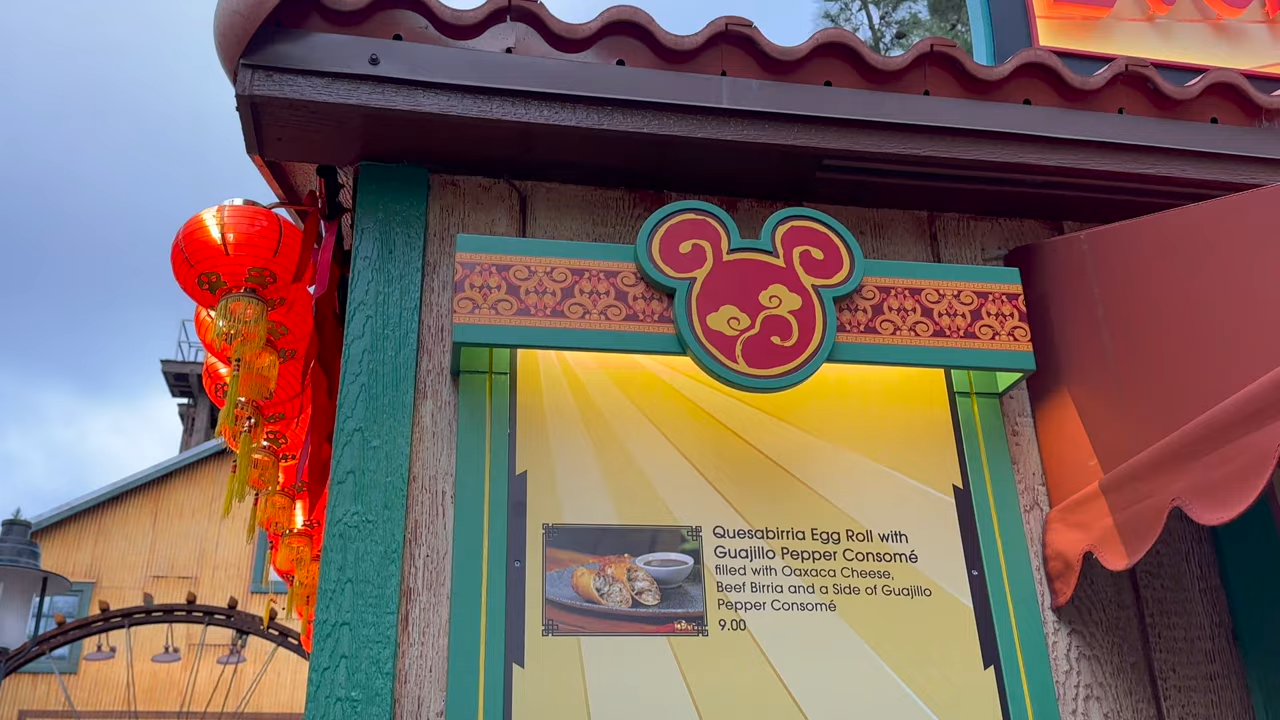 Quesabirria Egg Roll with
Guajillo Pepper Consomé
filled with Oaxaca Cheese,
Beef Birria and a Side of Guajillo
Pepper Consomé
9.00